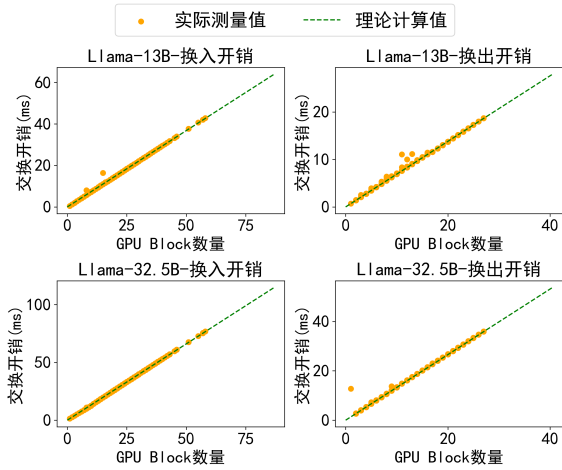 实际测量值 理论计算值
Llama-13B-换入开销 Llama-13B-换出开销
交换开销(ms) 60 40 20 0
0 25 50 75
GPU Block数量
交换开销(ms) 20 10 0
0 20 40
GPU Block数量
Llama-32.5B-换入开销 Llama-32.5B-换出开销
交换开销(ms) 100 50 0
0 25 50 75
GPU Block数量
交换开销(ms) 40 20 0
0 20 40
GPU Block数量